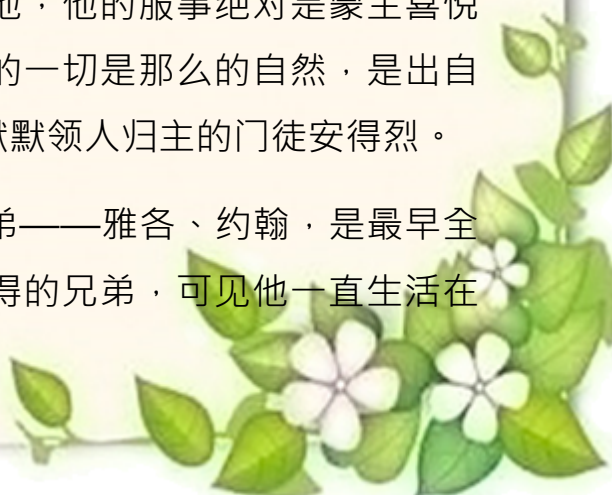 他，他的服事绝对是蒙主喜悦
的一切是那么的自然，是出自
默默领人归主的门徒安得烈。
弟——雅各、约翰，是最早全
得的兄弟，可见他一直生活在